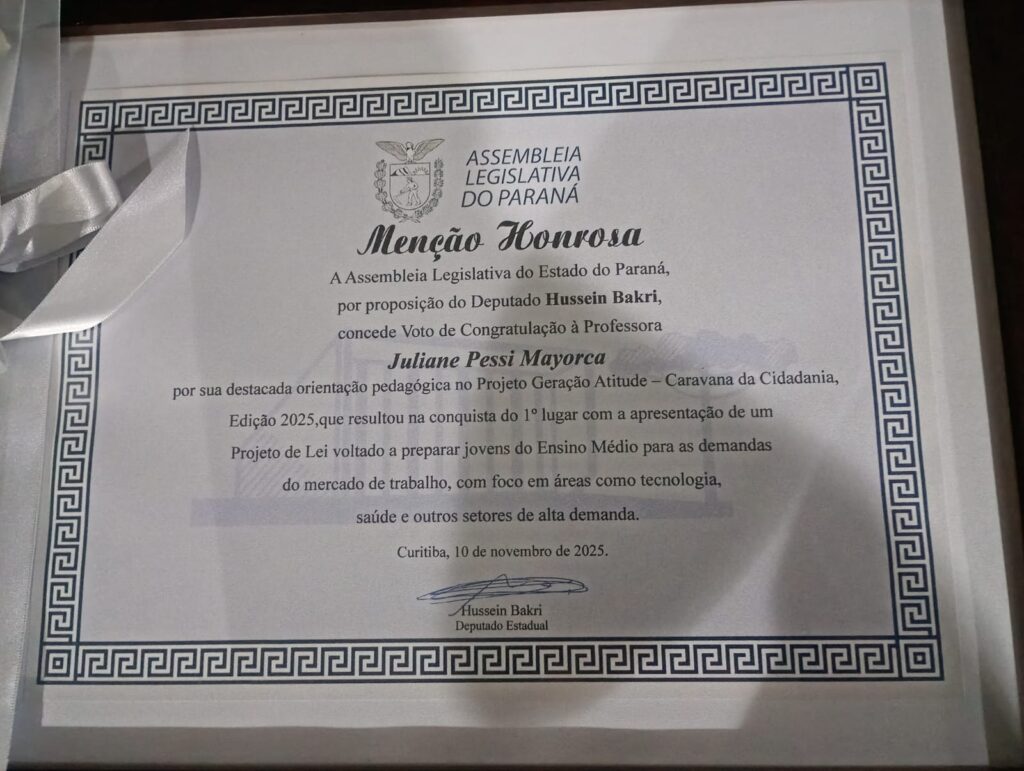 ASSEMBLEIA
LEGISLATIVA
DO PARANÁ
Menção Honrosa
A Assembleia Legislativa do Estado do Paraná,
por proposição do Deputado Hussein Bakri,
concede Voto de Congratulação à Professora
Juliane Pessi Mayorca
por sua destacada orientação pedagógica no Projeto Geração Atitude – Caravana da Cidadania,
Edição 2025,que resultou na conquista do 1º lugar com a apresentação de um
Projeto de Lei voltado a preparar jovens do Ensino Médio para as demandas
do mercado de trabalho, com foco em áreas como tecnologia,
saúde e outros setores de alta demanda.
Curitiba, 10 de novembro de 2025.
Hussein Bakri
Deputado Estadual